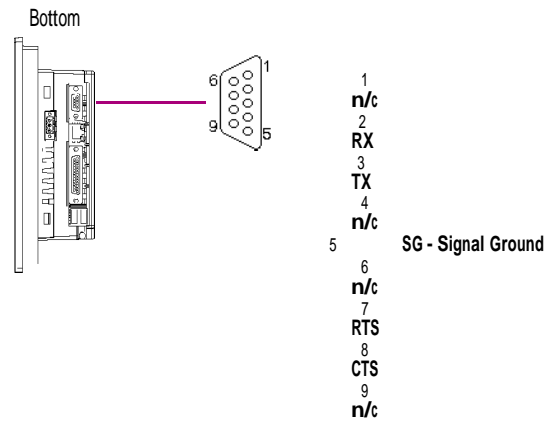 Bottom
1
6
9
5
1
n/c
2
RX
3
TX
4
n/c
5 SG - Signal Ground
6
n/c
7
RTS
8
CTS
9
n/c